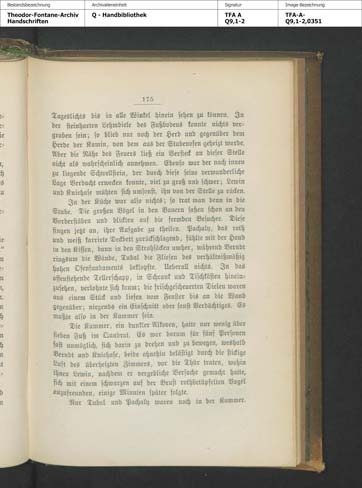 Bestandsbezeichnung
Theodor-Fontane-Archiv
Handschriften
Archivalieneinheit
Q - Handbibliothek
Signatur
TFA A
Q9,1-2
Image-Bezeichnung
TFA-A-
Q9,1-2,0351
175
Tageslichts bis in alle Winkel hinein sehen zu können. In
der steinharten Lehmdiele des Fußbodens konnte nichts ver-
graben sein; so blieb nur noch der Herd und gegenüber dem
Herde der Kamin, von dem aus der Stubenofen geheizt werde.
Aber die Nähe des Feuers ließ ein Versteck an dieser Stelle
nicht als wahrscheinlich annehmen. Ebenso war der nach innen
zu liegende Schwellstein, der durch diese seine verwunderliche
Lage Verdacht erwecken konnte, viel zu groß und schwer; Lewin
und Kniehase mühten sich umsonst, ihn von der Stelle zu rücken.
In der Küche war also nichts; so trat man denn in die
Stube. Die großen Vögel in den Bauern saßen schon an den
Vorderstäben und blickten auf die fremden Besucher. Diese
fingen jetzt an, ihre Aufgabe zu theilen. Pachaly, das roth
und weiß karrirte Deckbett zurückschlagend, fühlte mit der Hand
in den Kissen, dann in den Strohsäcken umher, während Berndt
ringsum die Wände, Tubal die Fliesen des verhältnißmäßig
hohen Ofenfundaments beklopfte. Ueberall nichts. In das
offenstehende Tellerschapp, in Schrank und Tischkasten hinein-
zusehen, verlohnte sich kaum; die frischgescheuerten Dielen waren
aus einem Stück und liefen vom Fenster bis an die Wand
gegenüber; nirgends ein Einschnitt oder sonst Verdächtiges. Es
mußte also in der Kammer sein.
Die Kammer, ein dunkler Alkoven, hatte nur wenig über
sieben Fuß im Quadrat. Es war darum für fünf Personen
fast unmöglich, sich darin zu drehen und zu bewegen, weshalb
Berndt und Kniehase, beide ohnehin belästigt durch die stickige
Luft des überheizten Zimmers, vor die Thür traten, wohin
ihnen Lewin, nachdem er vergebliche Versuche gemacht hatte,
sich mit einem schwarzen auf der Brust rothbetupften Vogel
anzufreunden, einige Minuten später folgte.
Nur Tubal und Pachaly waren noch in der Kammer.